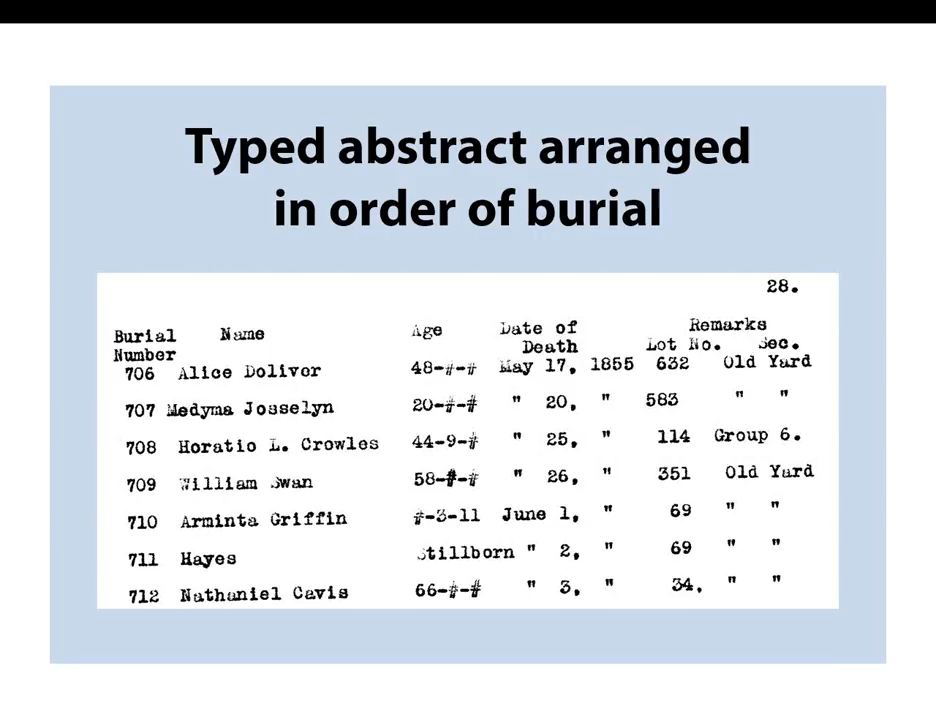 Typed abstract arranged
in order of burial
28.
Burial Name Age Date of Remarks
Number Death Lot No. Sec.
706 Alice Dolivor 48-#-# May 17, 1855 632 Old Yard
707 Medyma Josselyn 20-#-# " 20, " 583 " "
708 Horatio L. Crowles 44-9-# " 25, " 114 Group 6.
709 William Swan 58-#-# " 26, " 351 Old Yard
710 Arminta Griffin #-3-11 June 1, " 69 " "
711 Hayes Stillborn " 2, " 69 " "
712 Nathaniel Cavis 66-#-# " 3, " 34, " "